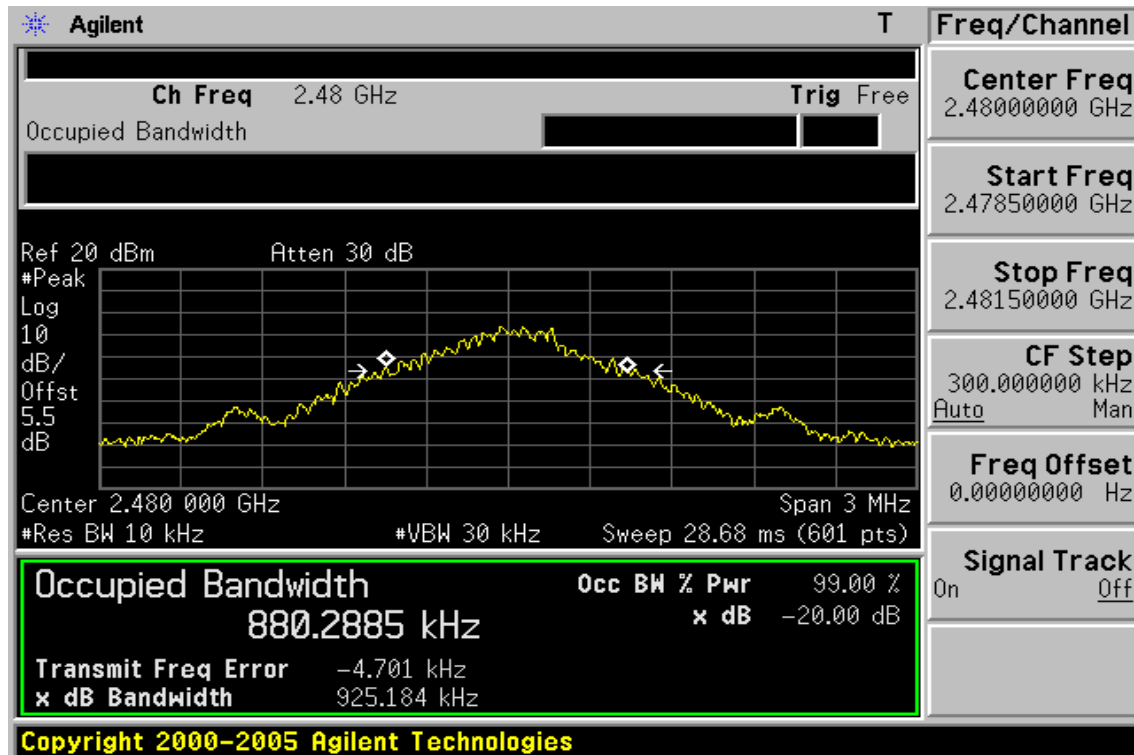 Agilent T
Freq/Channel
Ch Freq 2.48 GHz Trig Free
Occupied Bandwidth
Center Freq
2.48000000 GHz
Start Freq
2.47850000 GHz
Stop Freq
2.48150000 GHz
CF Step
300.000000 kHz
Auto Man
Freq Offset
0.00000000 Hz
Signal Track
On Off
Ref 20 dBm Atten 30 dB
#Peak
Log
10
dB/
Offst
5.5
dB
Center 2.480 000 GHz Span 3 MHz
#Res BW 10 kHz #VBW 30 kHz Sweep 28.68 ms (601 pts)
Occupied Bandwidth Occ BW % Pwr 99.00 %
880.2885 kHz x dB -20.00 dB
Transmit Freq Error -4.701 kHz
x dB Bandwidth 925.184 kHz
Copyright 2000-2005 Agilent Technologies